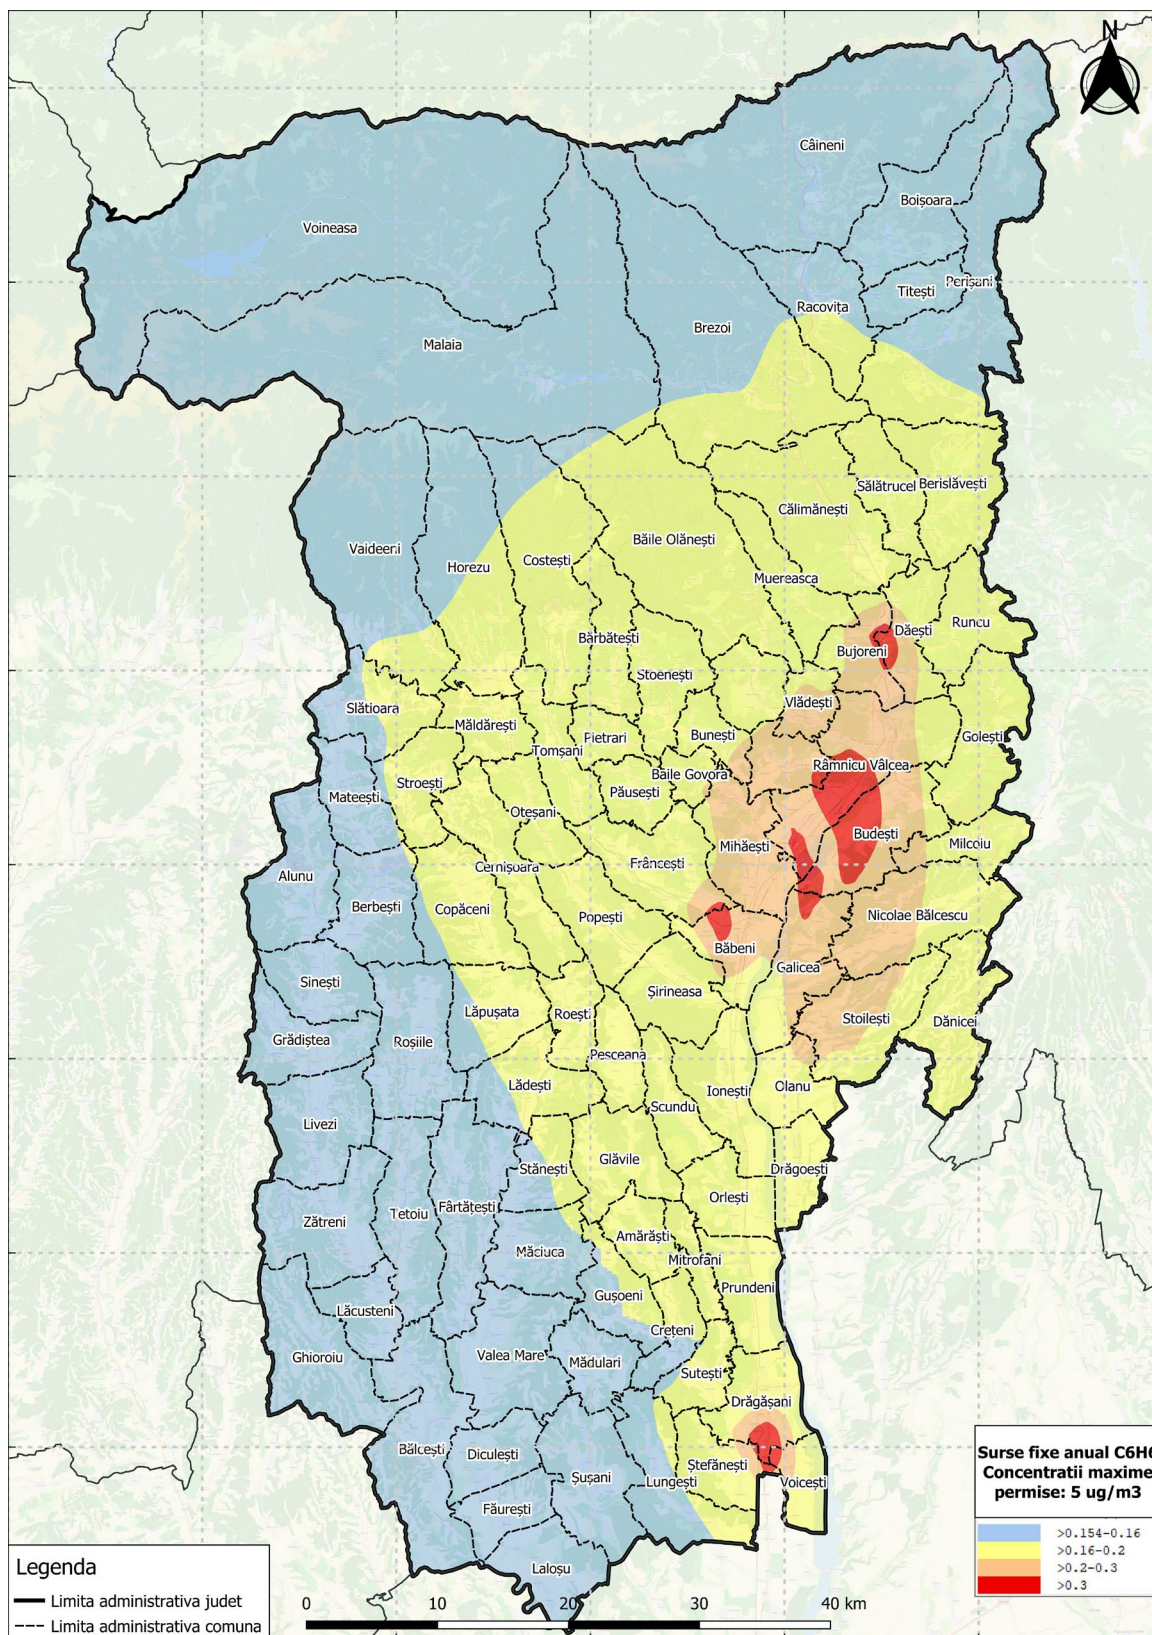 N
Câineni
Boișoara
Voineasa
Titești
Perișani
Racovița
Brezoi
Malaia
Sălătrucel
Berislăvești
Călimănești
Băile Olănești
Vaideeni
Costești
Horezu
Muereasca
Runcu
Dăești
Bărbătești
Bujoreni
Stoenești
Vlădești
Slătioara
Măldărești
Pietrari
Bunești
Golești
Tomșani
Râmnicu Vâlcea
Băile Govora
Stroești
Păusești
Mateești
Oteșani
Budești
Mihăești
Milcoiu
Frâncești
Cernișoara
Alunu
Berbești
Copăceni
Popești
Nicolae Bălcescu
Băbeni
Galicea
Sinești
Șirineasa
Lăpușata
Roești
Stoilești
Dănicei
Grădiștea
Roșiile
Pesceana
Lădești
Ionești
Olanu
Scundu
Livezi
Glăvile
Stănești
Drăgoești
Orlești
Fârtățești
Tetoiu
Zătreni
Amărăști
Măciuca
Mitrofani
Prundeni
Gușoeni
Lăcusteni
Crețeni
Ghioroiu
Valea Mare
Mădulari
Sutești
Drăgășani
Bălcești
Diculești
Ștefănești
Șușani
Lungești
Voicești
Făurești
Lalosu
Surse fixe anual C6H6
Concentratii maxime
permise: 5 ug/m3
>0.154-0.16
>0.16-0.2
>0.2-0.3
>0.3
Legenda
Limita administrativa judet
Limita administrativa comuna
0 10 20 30 40 km